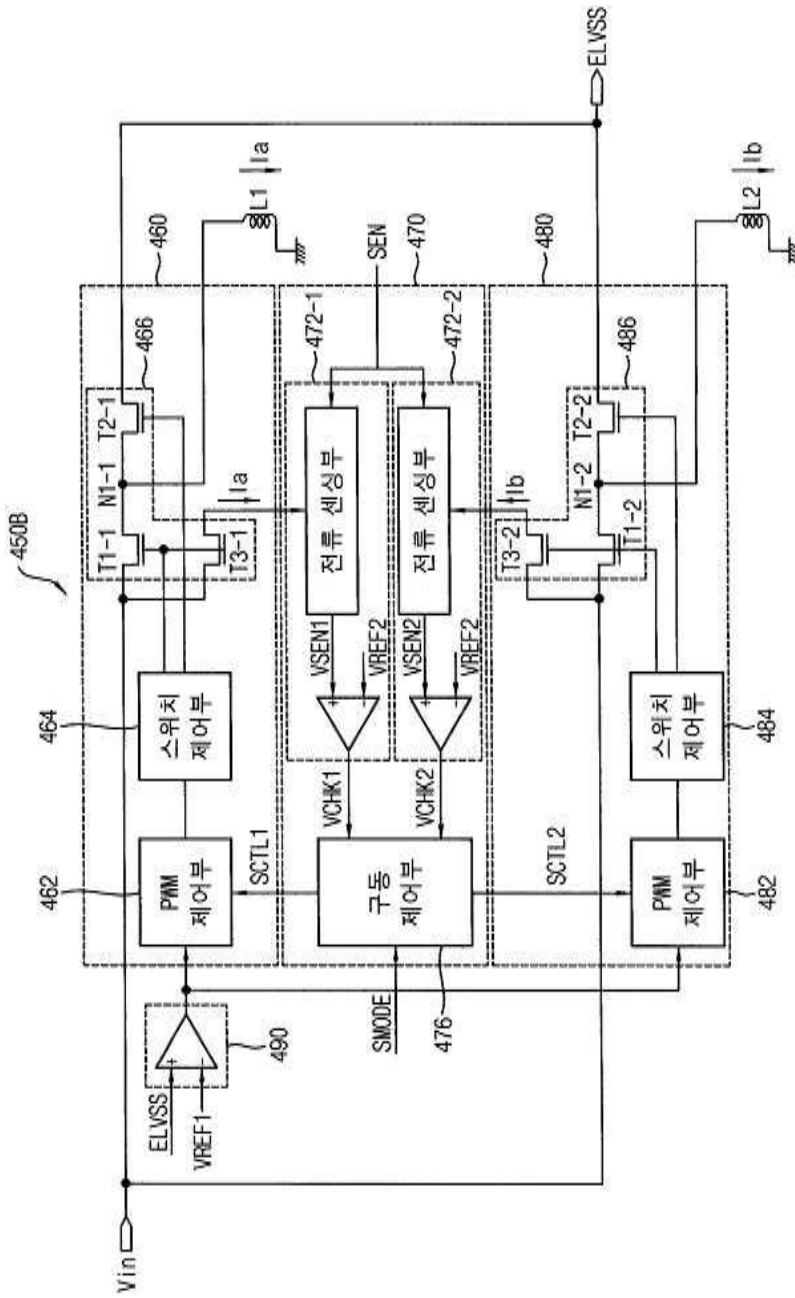 450B
Vin
ELVSS
VREF1
490
460
462
PWM
제어부
464
스위치
제어부
466
T1-1
N1-1
T2-1
T3-1
Ia
L1
Ia
ELVSS
SCTL1
470
SMODE
476
구동
제어부
VCHK1
VCHK2
VSEN1
VREF2
VSEN2
VREF2
472-1
전류 센싱부
472-2
전류 센싱부
SEN
SCTL2
480
482
PWM
제어부
484
스위치
제어부
486
T3-2
Ib
T1-2
N1-2
T2-2
L2
Ib